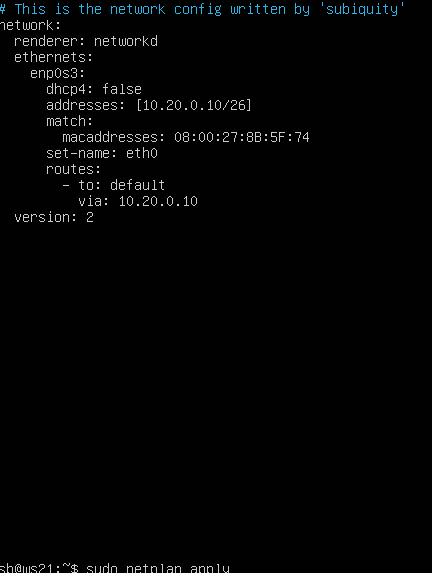 # This is the network config written by 'subiquity'
network:
  renderer: networkd
  ethernets:
    enp0s3:
      dhcp4: false
      addresses: [10.20.0.10/26]
      match:
        macaddresses: 08:00:27:8B:5F:74
      set-name: eth0
      routes:
        - to: default
          via: 10.20.0.10
  version: 2
sb@ws21:~$ sudo netplan apply